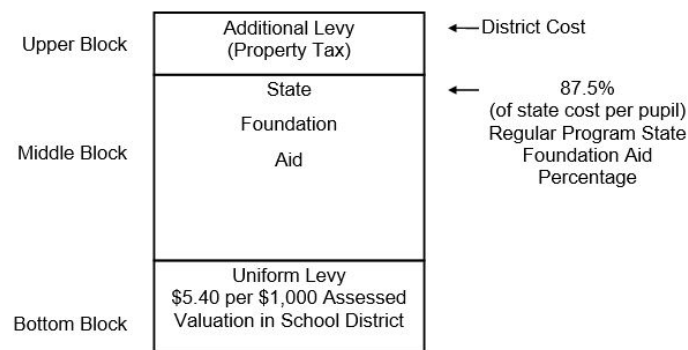 Upper Block
Additional Levy
(Property Tax)
District Cost
Middle Block
State
Foundation
Aid
87.5%
(of state cost per pupil)
Regular Program State
Foundation Aid
Percentage
Bottom Block
Uniform Levy
$5.40 per $1,000 Assessed
Valuation in School District